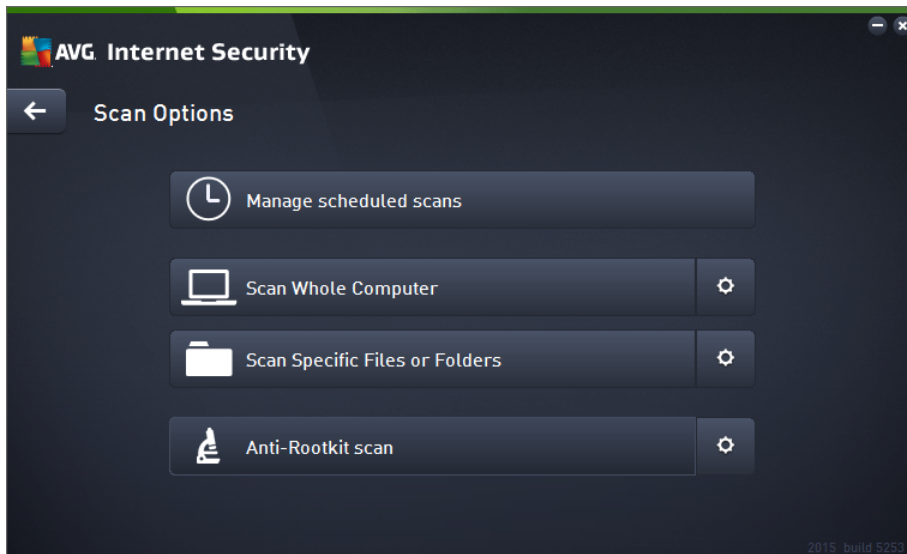 AVG. Internet Security
Scan Options
Manage scheduled scans
Scan Whole Computer
Scan Specific Files or Folders
Anti-Rootkit scan
2015 build 5253